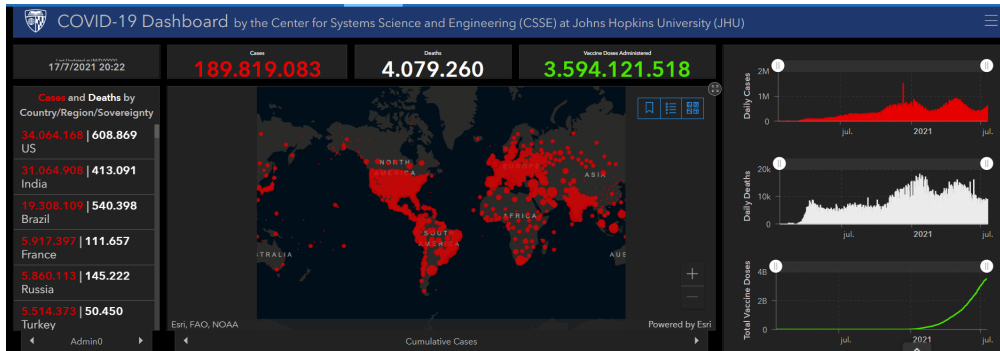 COVID-19 Dashboard by the Center for Systems Science and Engineering (CSSE) at Johns Hopkins University (JHU)
17/7/2021 20:22
Cases
189.819.083
Deaths
4.079.260
Vaccine Doses Administered
3.594.121.518
Cases and Deaths by
Country/Region/Sovereignty
34.064.168 | 608.869
US
31.064.908 | 413.091
India
19.308.109 | 540.398
Brazil
5.917.397 | 111.657
France
5.860.113 | 145.222
Russia
5.514.373 | 50.450
Turkey
Admin0
NORTH
AMERICA
EUROPE
ASIA
AFRICA
SOUTH
AMERICA
TRALIA
AUS
Esri, FAO, NOAA
Powered by Esri
Cumulative Cases
Daily Cases
2M
1M
0
jul.
2021
jul.
Daily Deaths
20k
10k
0
jul.
2021
jul.
Total Vaccine Doses
4B
2B
0
jul.
2021
jul.